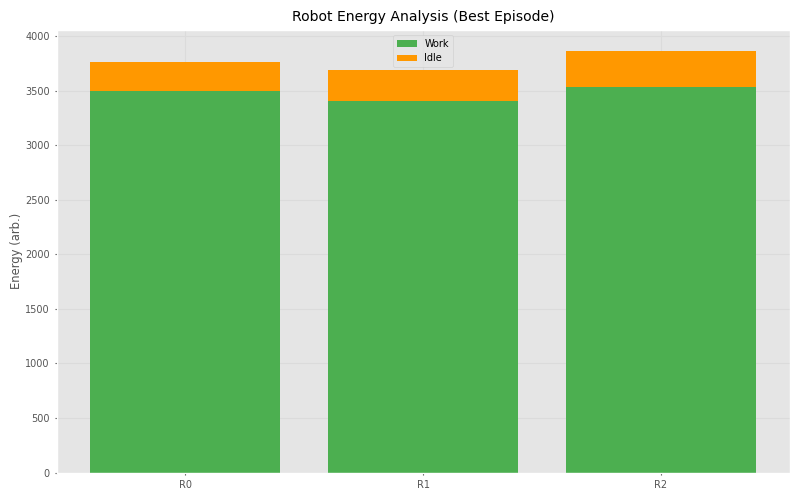 Robot Energy Analysis (Best Episode)
Work
Idle
Energy (arb.)
4000
3500
3000
2500
2000
1500
1000
500
0
R0 R1 R2